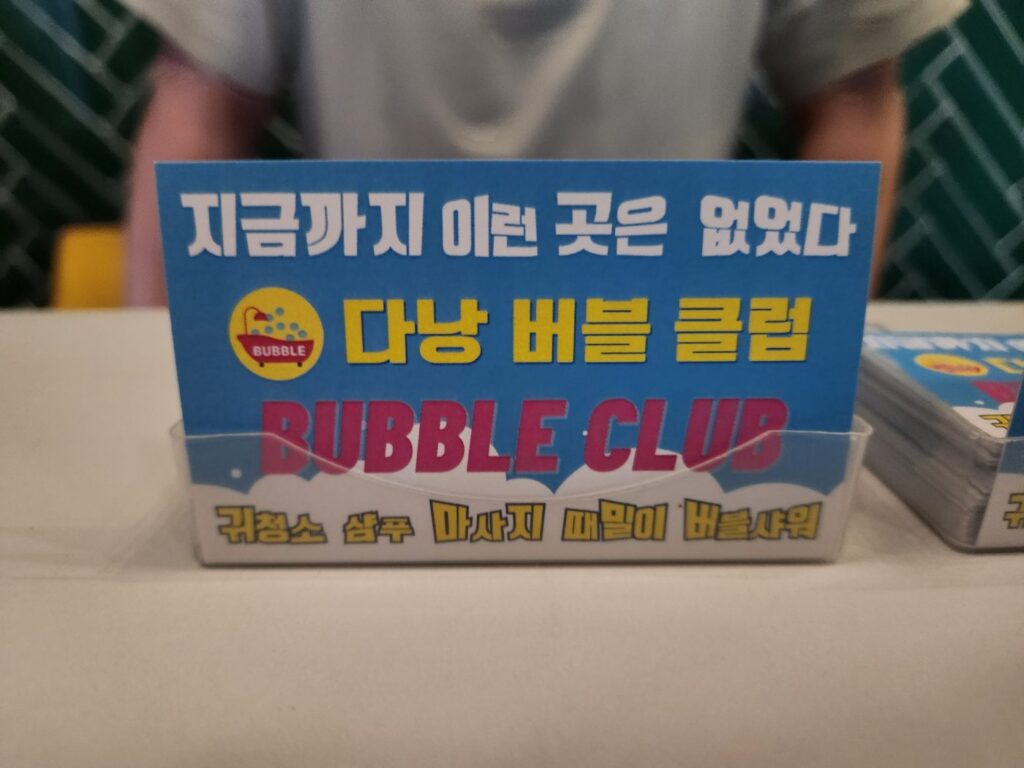 지금까지 이런 곳은 없었다
BUBBLE
다낭 버블 클럽
BUBBLE CLUB
귀청소 샴푸 마사지 때밀이 버블샤워